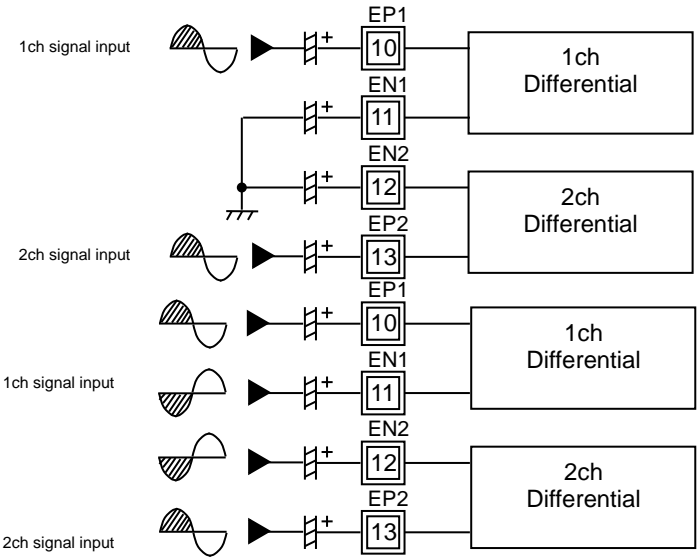 EP1
1ch signal input
+
10
1ch
Differential
EN1
+
11
EN2
+
12
2ch
Differential
EP2
2ch signal input
+
13
EP1
+
10
1ch
Differential
EN1
1ch signal input
+
11
EN2
+
12
2ch
Differential
EP2
+
13
2ch signal input